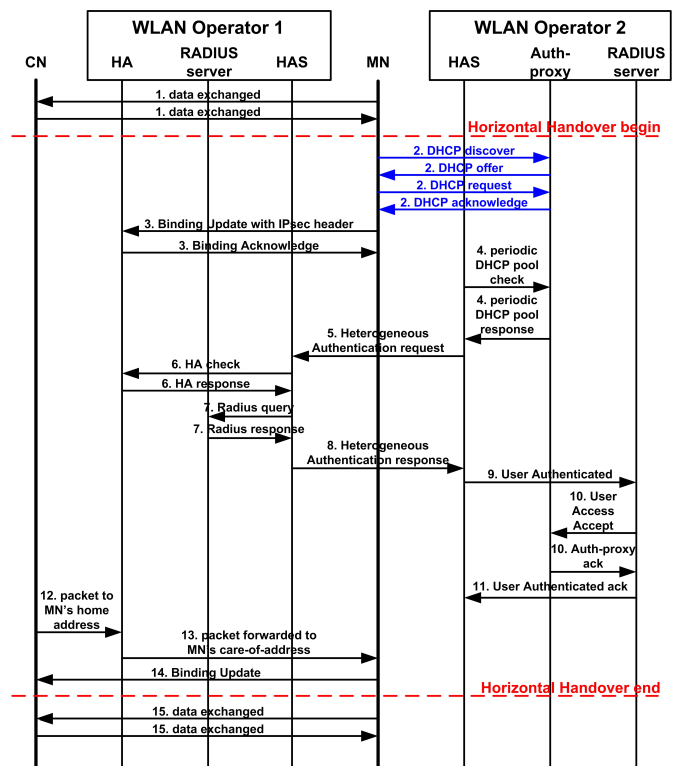 WLAN Operator 1
WLAN Operator 2
CN
HA
RADIUS
server
HAS
MN
HAS
Auth-
proxy
RADIUS
server
1. data exchanged
1. data exchanged
Horizontal Handover begin
2. DHCP discover
2. DHCP offer
2. DHCP request
2. DHCP acknowledge
3. Binding Update with IPsec header
3. Binding Acknowledge
4. periodic
DHCP pool
check
4. periodic
DHCP pool
response
5. Heterogeneous
Authentication request
6. HA check
6. HA response
7. Radius query
7. Radius response
8. Heterogeneous
Authentication response
9. User Authenticated
10. User
Access
Accept
10. Auth-proxy
ack
11. User Authenticated ack
12. packet to
MN's home
address
13. packet forwarded to
MN's care-of-address
14. Binding Update
Horizontal Handover end
15. data exchanged
15. data exchanged